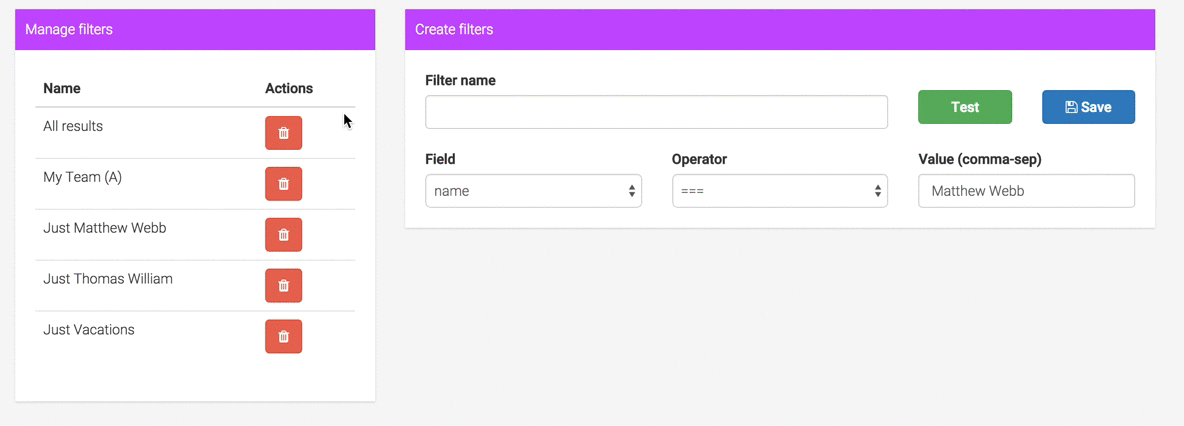 Manage filters
Name Actions
All results
My Team (A)
Just Matthew Webb
Just Thomas William
Just Vacations
Create filters
Filter name
Test Save
Field Operator Value (comma-sep)
name === Matthew Webb